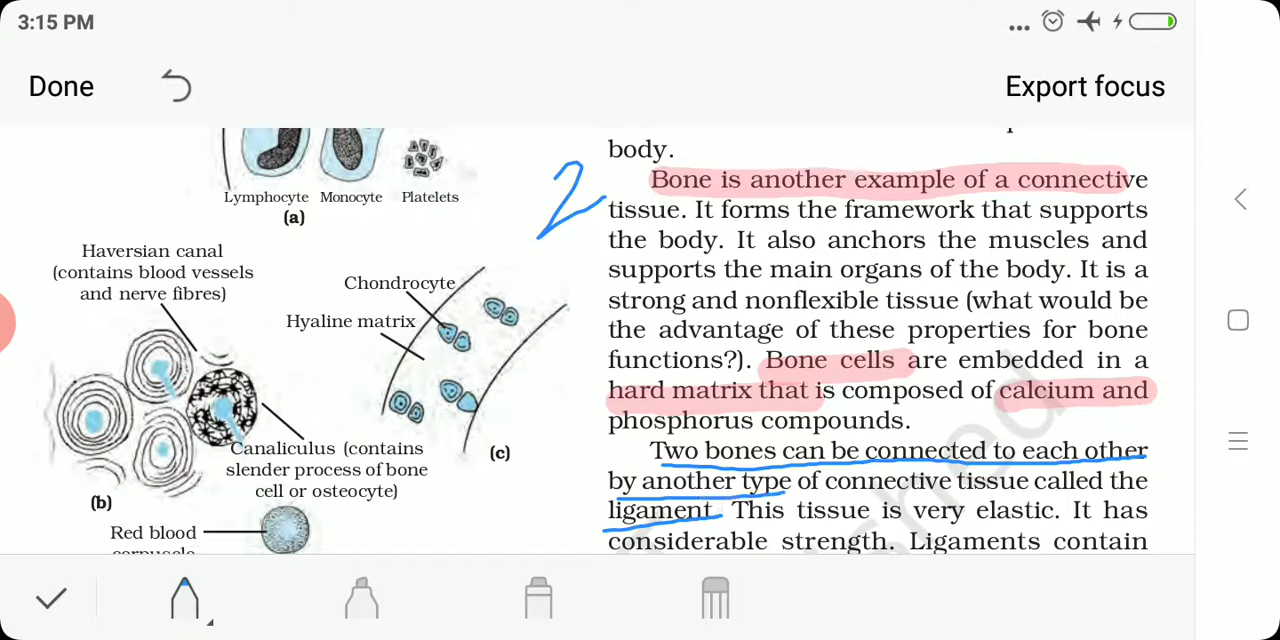 3:15 PM
Done
Export focus
Lymphocyte Monocyte Platelets
(a)
Haversian canal
(contains blood vessels
and nerve fibres)
Chondrocyte
Hyaline matrix
(c)
Canaliculus (contains
slender process of bone
cell or osteocyte)
(b)
Red blood
corpuscle
2
body.
Bone is another example of a connective
tissue. It forms the framework that supports
the body. It also anchors the muscles and
supports the main organs of the body. It is a
strong and nonflexible tissue (what would be
the advantage of these properties for bone
functions?). Bone cells are embedded in a
hard matrix that is composed of calcium and
phosphorus compounds.
Two bones can be connected to each other
by another type of connective tissue called the
ligament. This tissue is very elastic. It has
considerable strength. Ligaments contain